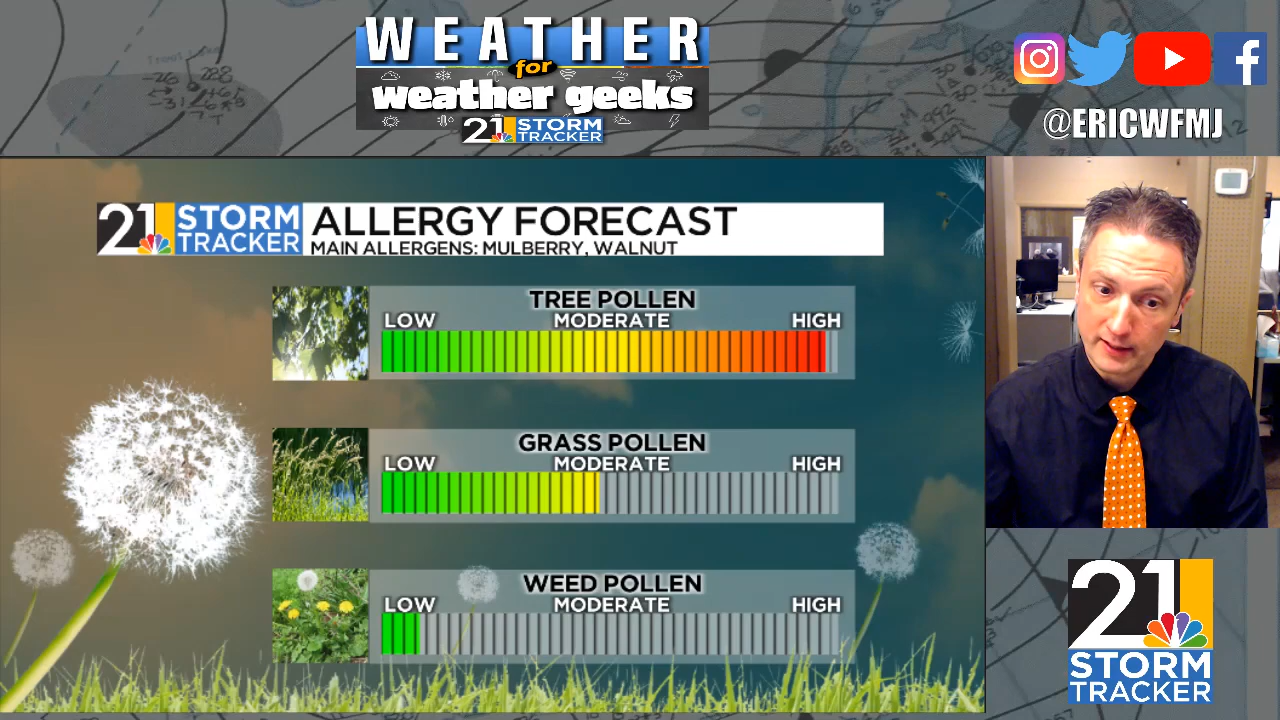 WEATHER
for
weather geeks
21 STORM
TRACKER
@ERICWFMJ
21 STORM
TRACKER
ALLERGY FORECAST
MAIN ALLERGENS: MULBERRY, WALNUT
TREE POLLEN
LOW MODERATE HIGH
GRASS POLLEN
LOW MODERATE HIGH
WEED POLLEN
LOW MODERATE HIGH
21
STORM
TRACKER